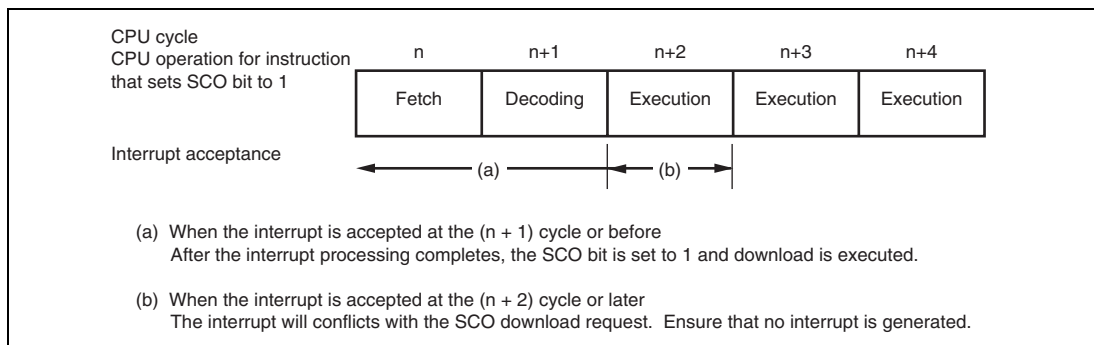 CPU cycle
CPU operation for instruction
that sets SCO bit to 1
n n+1 n+2 n+3 n+4
Fetch Decoding Execution Execution Execution
Interrupt acceptance
(a) (b)
(a) When the interrupt is accepted at the (n + 1) cycle or before
After the interrupt processing completes, the SCO bit is set to 1 and download is executed.
(b) When the interrupt is accepted at the (n + 2) cycle or later
The interrupt will conflicts with the SCO download request. Ensure that no interrupt is generated.